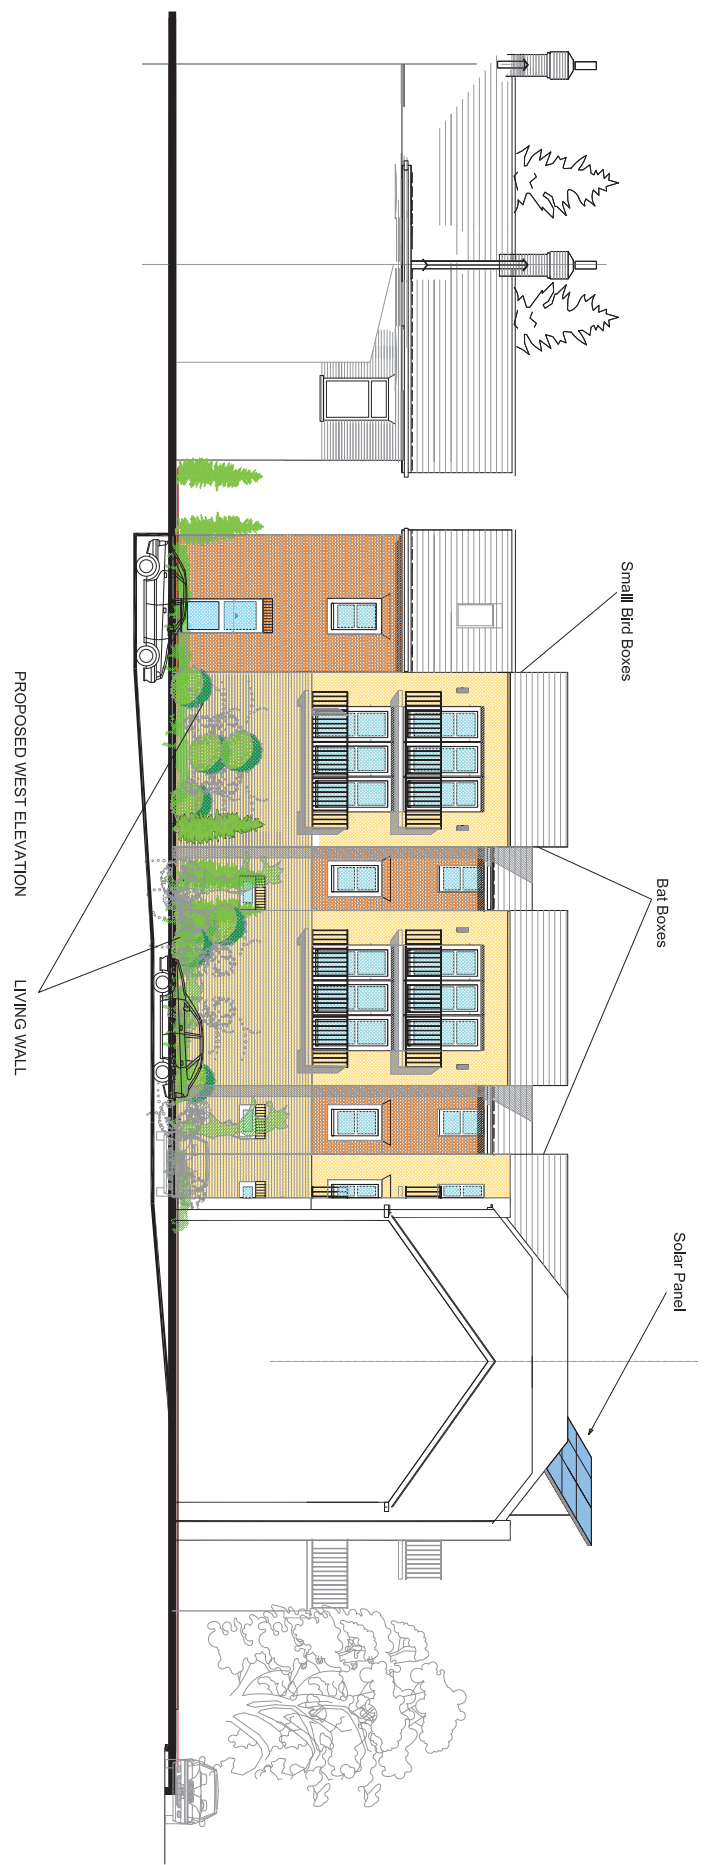 Smalll Bird Boxes
Bat Boxes
Solar Panel
PROPOSED WEST ELEVATION
LIVING WALL